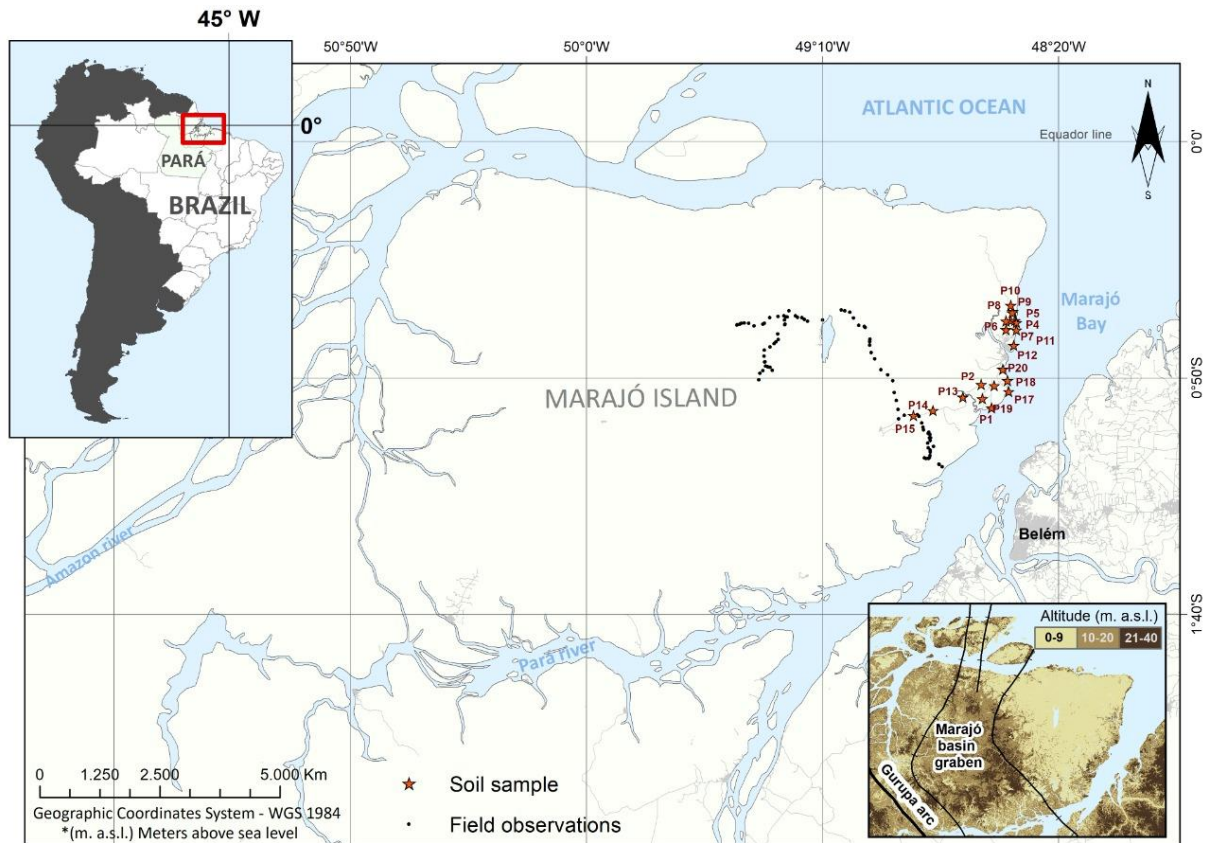 45° W
50°50'W
50°0'W
49°10'W
48°20'W
0°
PARÁ
BRAZIL
ATLANTIC OCEAN
Equador line
N
S
0°0'
Marajó
Bay
P10
P9
P8
P5
P4
P6
P7
P11
P12
P20
P2
P18
P13
P17
P14
P19
P1
P15
0°50'S
MARAJÓ ISLAND
Belém
Amazon river
Pará river
1°40'S
Altitude (m. a.s.l.)
0-9 10-20 21-40
Marajó
basin
graben
Gurupa arc
0 1.250 2.500 5.000 Km
Geographic Coordinates System - WGS 1984
*(m. a.s.l.) Meters above sea level
Soil sample
Field observations